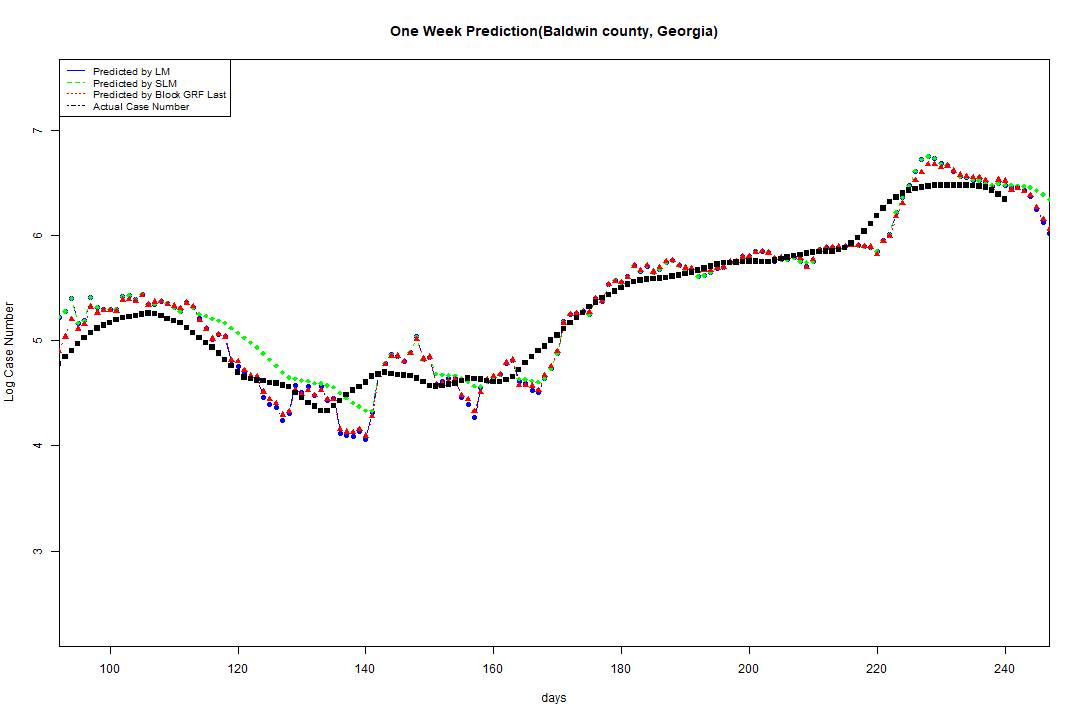 One Week Prediction(Baldwin county, Georgia)
Predicted by LM
Predicted by SLM
Predicted by Block GRF Last
Actual Case Number
Log Case Number
7
6
5
4
3
100 120 140 160 180 200 220 240
days